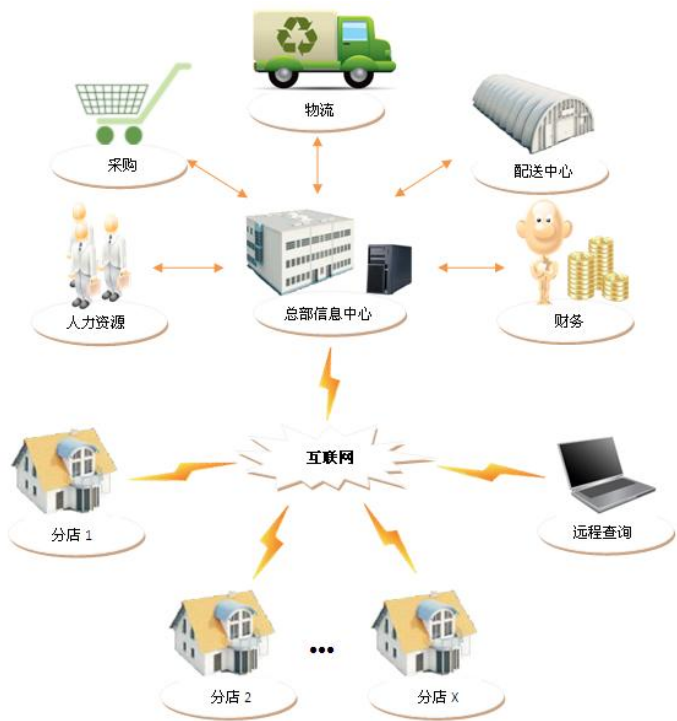 物流
采购
配送中心
人力资源
总部信息中心
财务
互联网
分店 1
远程查询
分店 2
•••
分店 X